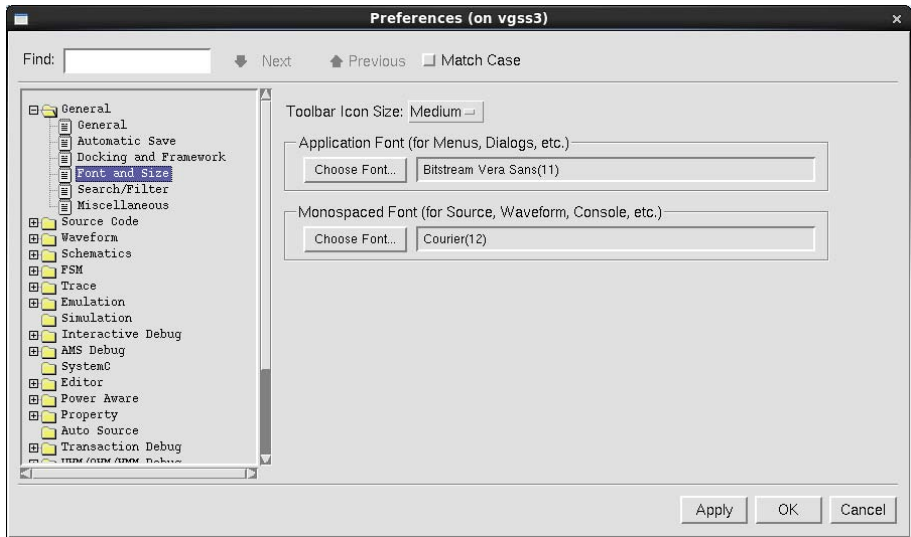 Preferences (on vgss3)
Find:
Next
Previous
Match Case
General
General
Automatic Save
Docking and Framework
Font and Size
Search/Filter
Miscellaneous
Source Code
Waveform
Schematics
FSM
Trace
Emulation
Simulation
Interactive Debug
AMS Debug
SystemC
Editor
Power Aware
Property
Auto Source
Transaction Debug
Toolbar Icon Size: Medium
Application Font (for Menus, Dialogs, etc.)
Choose Font... Bitstream Vera Sans(11)
Monospaced Font (for Source, Waveform, Console, etc.)
Choose Font... Courier(12)
Apply OK Cancel